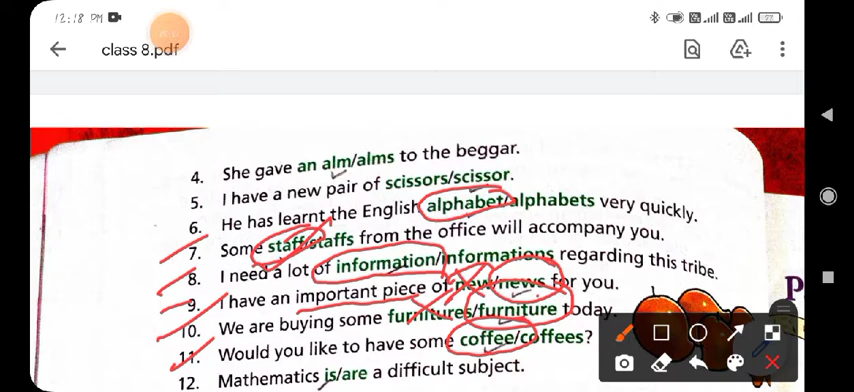 12:18 PM
class 8.pdf
4. She gave an alm/alms to the beggar.
5. I have a new pair of scissors/scissor.
6. He has learnt the English alphabet/alphabets very quickly.
7. Some staff/staffs from the office will accompany you.
8. I need a lot of information/informations regarding this tribe.
9. I have an important piece of new/news for you.
10. We are buying some furnitures/furniture today.
11. Would you like to have some coffee/coffees?
12. Mathematics is/are a difficult subject.
P